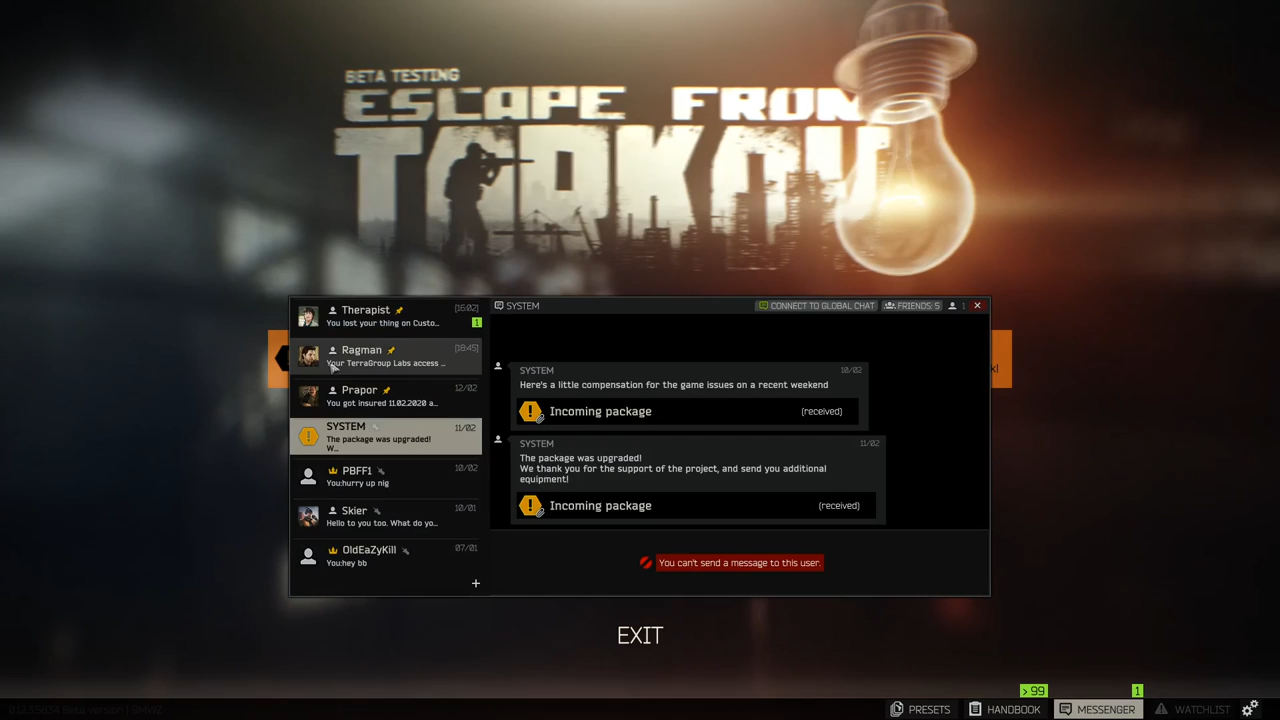 BETA TESTING
ESCAPE FROM
TARKOV
Therapist
[16:02]
You lost your thing on Custo...
1
Ragman
[18:45]
Your TerraGroup Labs access ...
Prapor
12/02
You got insured 11.02.2020 a...
SYSTEM
11/02
The package was upgraded!
W...
PBFF1
10/02
You:hurry up nig
Skier
10/01
Hello to you too. What do yo...
OldEaZyKill
07/01
You:hey bb
+
SYSTEM
CONNECT TO GLOBAL CHAT
FRIENDS: 5
1
SYSTEM
10/02
Here's a little compensation for the game issues on a recent weekend
Incoming package
(received)
SYSTEM
11/02
The package was upgraded!
We thank you for the support of the project, and send you additional
equipment!
Incoming package
(received)
You can't send a message to this user.
EXIT
> 99
1
PRESETS
HANDBOOK
MESSENGER
WATCHLIST